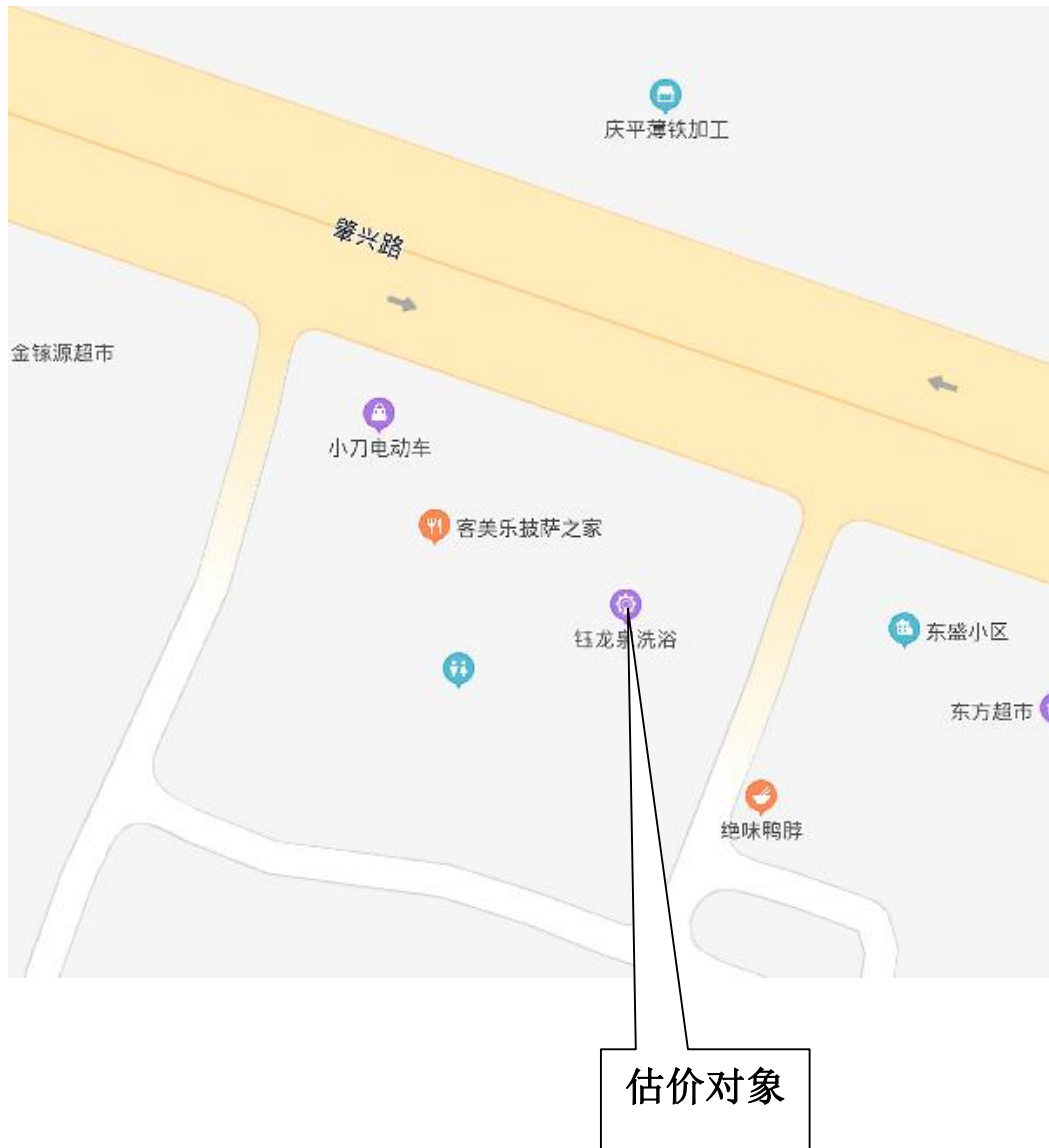 庆平薄铁加工
肇兴路
金镓源超市
小刀电动车
客美乐披萨之家
钰龙泉洗浴
东盛小区
东方超市
绝味鸭脖
估价对象